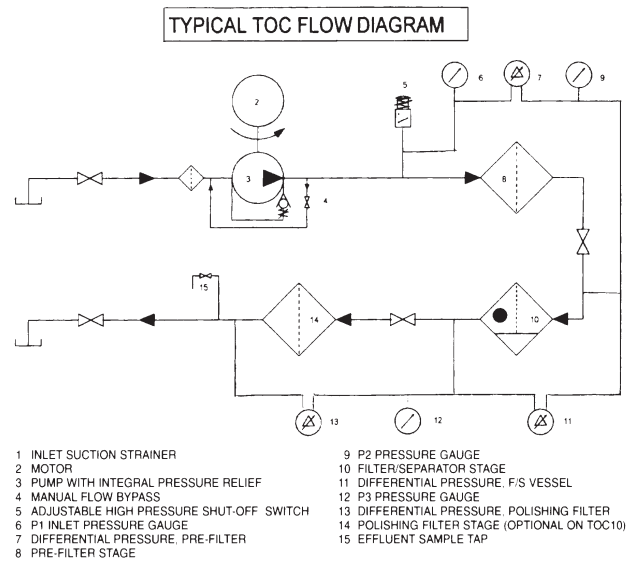 TYPICAL TOC FLOW DIAGRAM
5
6
7
9
2
3
4
8
15
14
10
13
12
11
1 INLET SUCTION STRAINER
2 MOTOR
3 PUMP WITH INTEGRAL PRESSURE RELIEF
4 MANUAL FLOW BYPASS
5 ADJUSTABLE HIGH PRESSURE SHUT-OFF SWITCH
6 P1 INLET PRESSURE GAUGE
7 DIFFERENTIAL PRESSURE, PRE-FILTER
8 PRE-FILTER STAGE
9 P2 PRESSURE GAUGE
10 FILTER/SEPARATOR STAGE
11 DIFFERENTIAL PRESSURE, F/S VESSEL
12 P3 PRESSURE GAUGE
13 DIFFERENTIAL PRESSURE, POLISHING FILTER
14 POLISHING FILTER STAGE (OPTIONAL ON TOC10)
15 EFFLUENT SAMPLE TAP